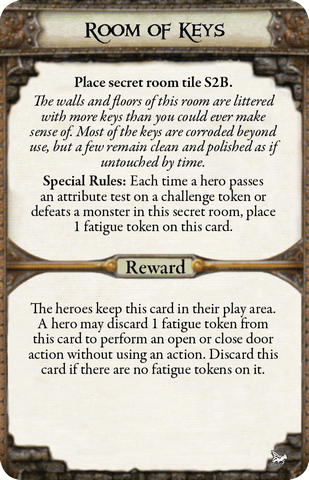 Room of Keys
Place secret room tile S2B.
The walls and floors of this room are littered
with more keys than you could ever make
sense of. Most of the keys are corroded beyond
use, but a few remain clean and polished as if
untouched by time.
Special Rules: Each time a hero passes
an attribute test on a challenge token or
defeats a monster in this secret room, place
1 fatigue token on this card.
Reward
The heroes keep this card in their play area.
A hero may discard 1 fatigue token from
this card to perform an open or close door
action without using an action. Discard this
card if there are no fatigue tokens on it.